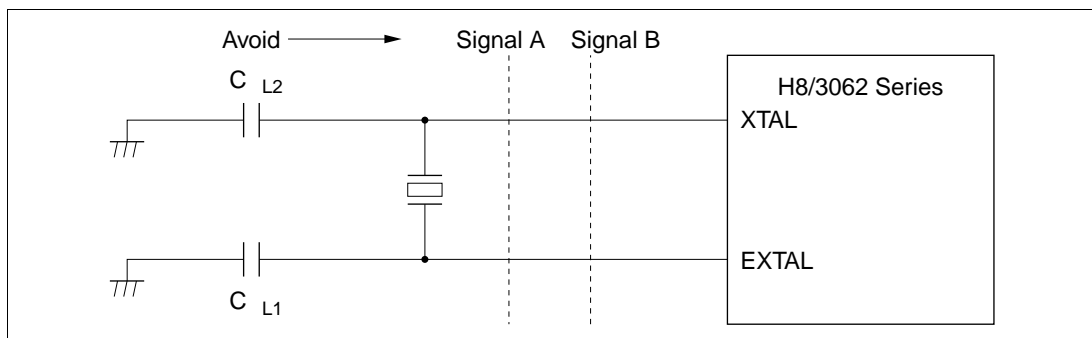 Avoid Signal A Signal B
C L2
H8/3062 Series
XTAL
EXTAL
C L1